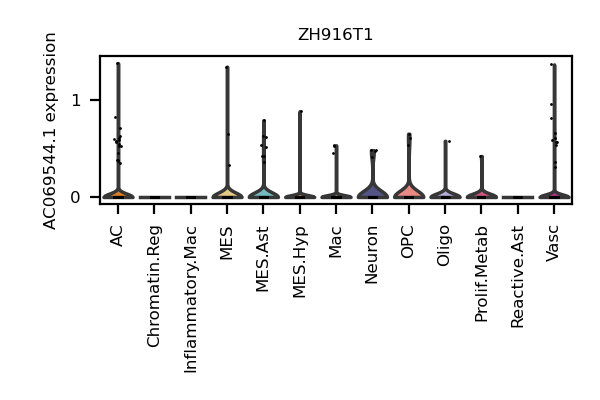 ZH916T1
AC069544.1 expression
1
0
AC
Chromatin.Reg
Inflammatory.Mac
MES
MES.Ast
MES.Hyp
Mac
Neuron
OPC
Oligo
Prolif.Metab
Reactive.Ast
Vasc